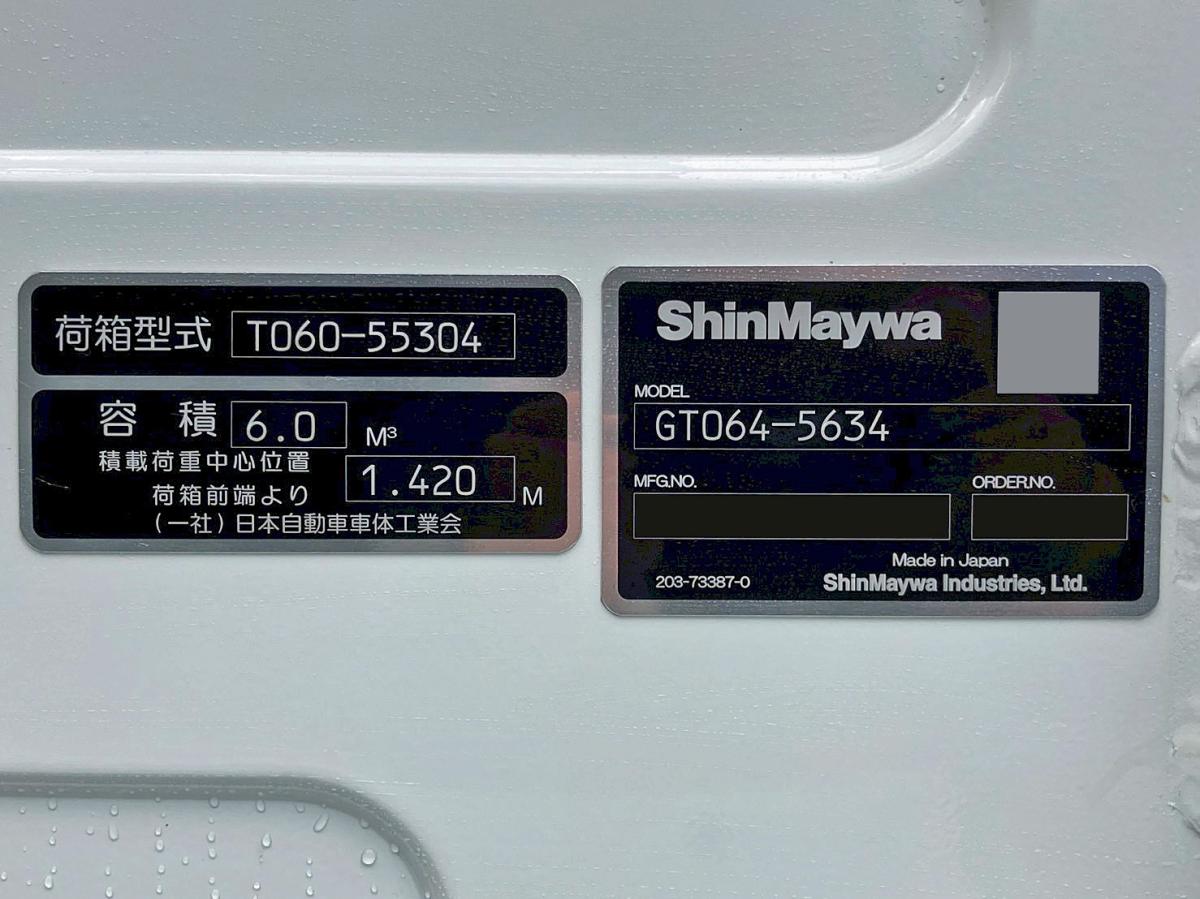 荷箱型式 T060-55304
容 積 6.0 M³
積載荷重中心位置
荷箱前端より 1.420 M
(一社)日本自動車車体工業会
ShinMaywa
MODEL
GT064-5634
MFG.NO. ORDER.NO.
Made in Japan
203-73387-0 ShinMaywa Industries, Ltd.